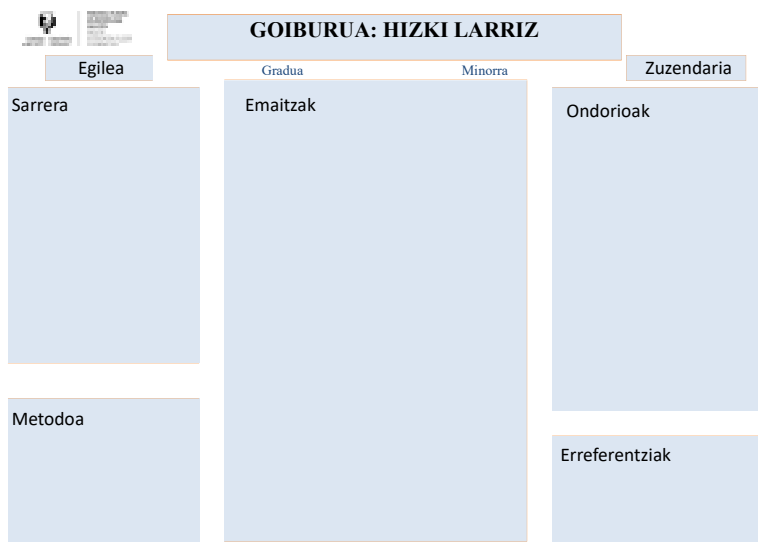 GOIBURUA: HIZKI LARRIZ
Egilea
Gradua
Minorra
Zuzendaria
Sarrera
Metodoa
Emaitzak
Ondorioak
Erreferentziak